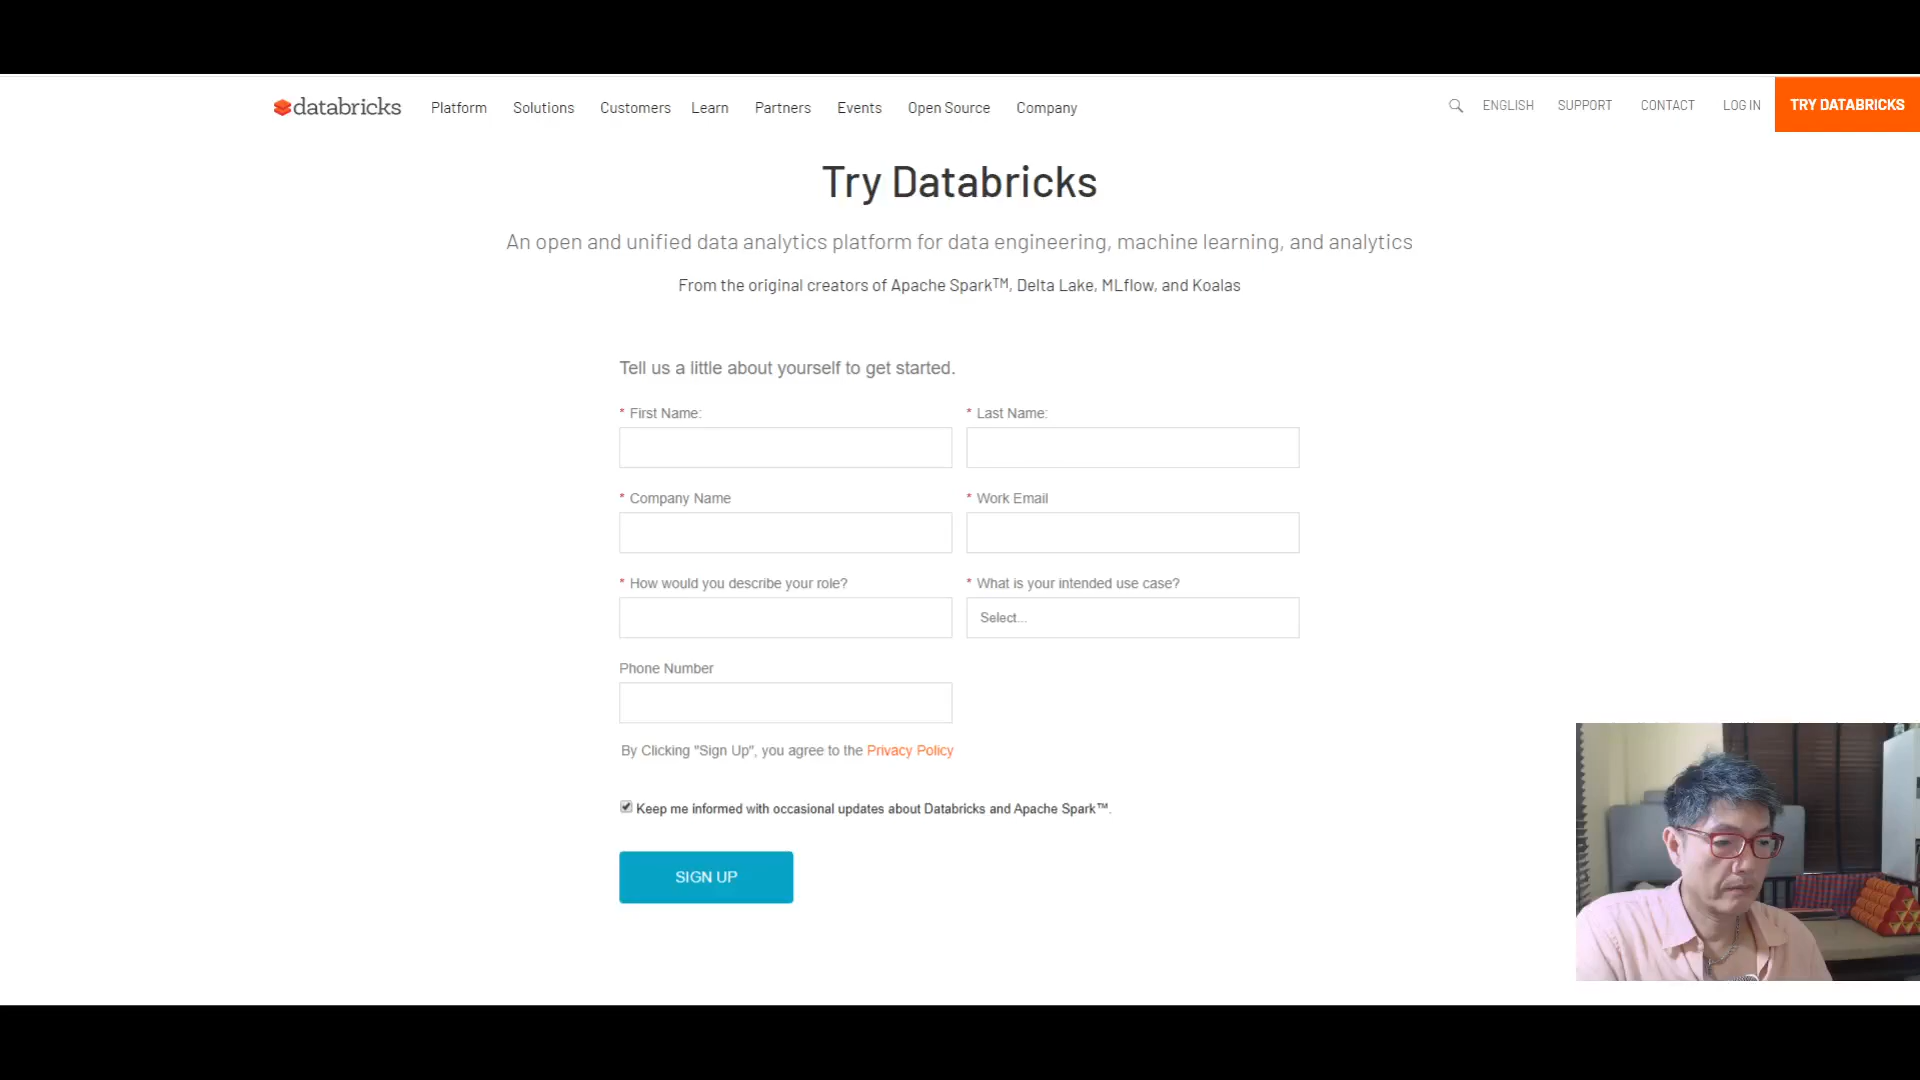 databricks Platform Solutions Customers Learn Partners Events Open Source Company ENGLISH SUPPORT CONTACT LOG IN TRY DATABRICKS
Try Databricks
An open and unified data analytics platform for data engineering, machine learning, and analytics
From the original creators of Apache Spark™, Delta Lake, MLflow, and Koalas
Tell us a little about yourself to get started.
* First Name: * Last Name:
* Company Name * Work Email
* How would you describe your role? * What is your intended use case?
Select...
Phone Number
By Clicking "Sign Up", you agree to the Privacy Policy
Keep me informed with occasional updates about Databricks and Apache Spark™.
SIGN UP